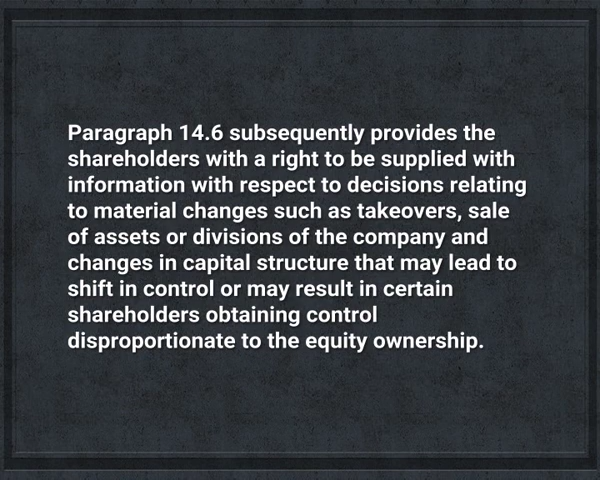 Paragraph 14.6 subsequently provides the
shareholders with a right to be supplied with
information with respect to decisions relating
to material changes such as takeovers, sale
of assets or divisions of the company and
changes in capital structure that may lead to
shift in control or may result in certain
shareholders obtaining control
disproportionate to the equity ownership.